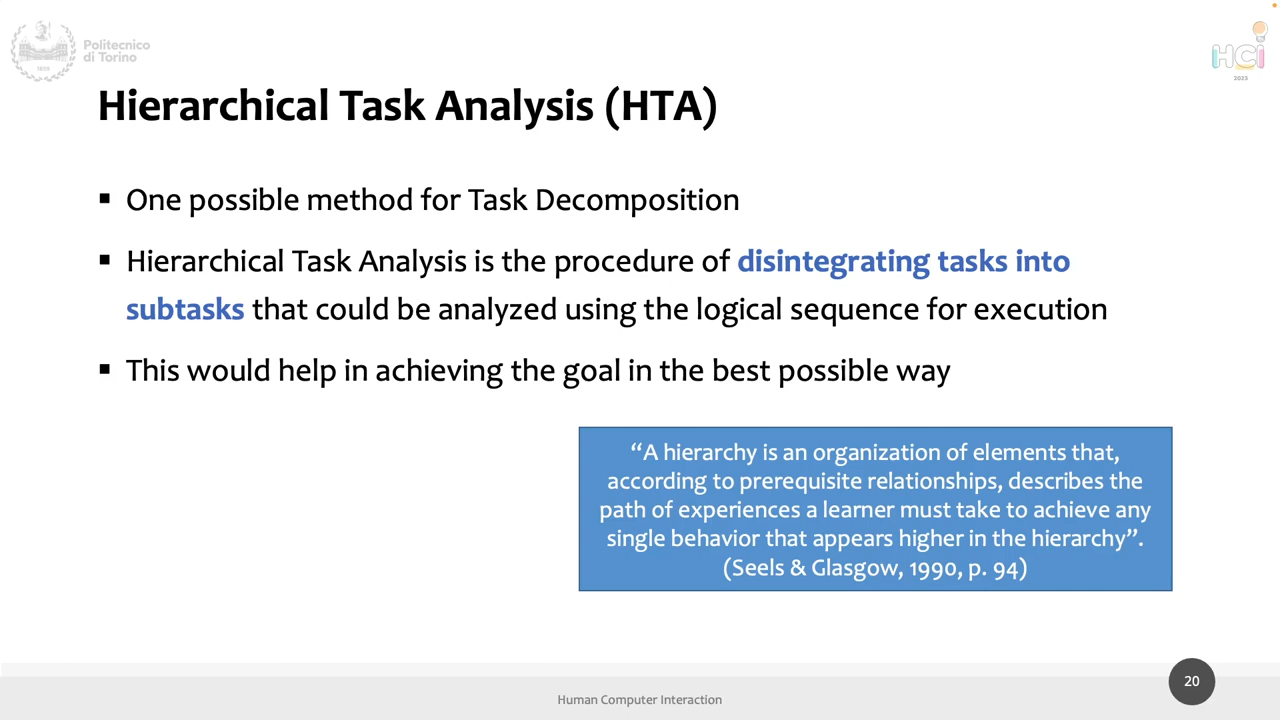 Politecnico
di Torino
1859
HCI
2023
Hierarchical Task Analysis (HTA)
▪ One possible method for Task Decomposition
▪ Hierarchical Task Analysis is the procedure of disintegrating tasks into
subtasks that could be analyzed using the logical sequence for execution
▪ This would help in achieving the goal in the best possible way
“A hierarchy is an organization of elements that,
according to prerequisite relationships, describes the
path of experiences a learner must take to achieve any
single behavior that appears higher in the hierarchy”.
(Seels & Glasgow, 1990, p. 94)
Human Computer Interaction
20